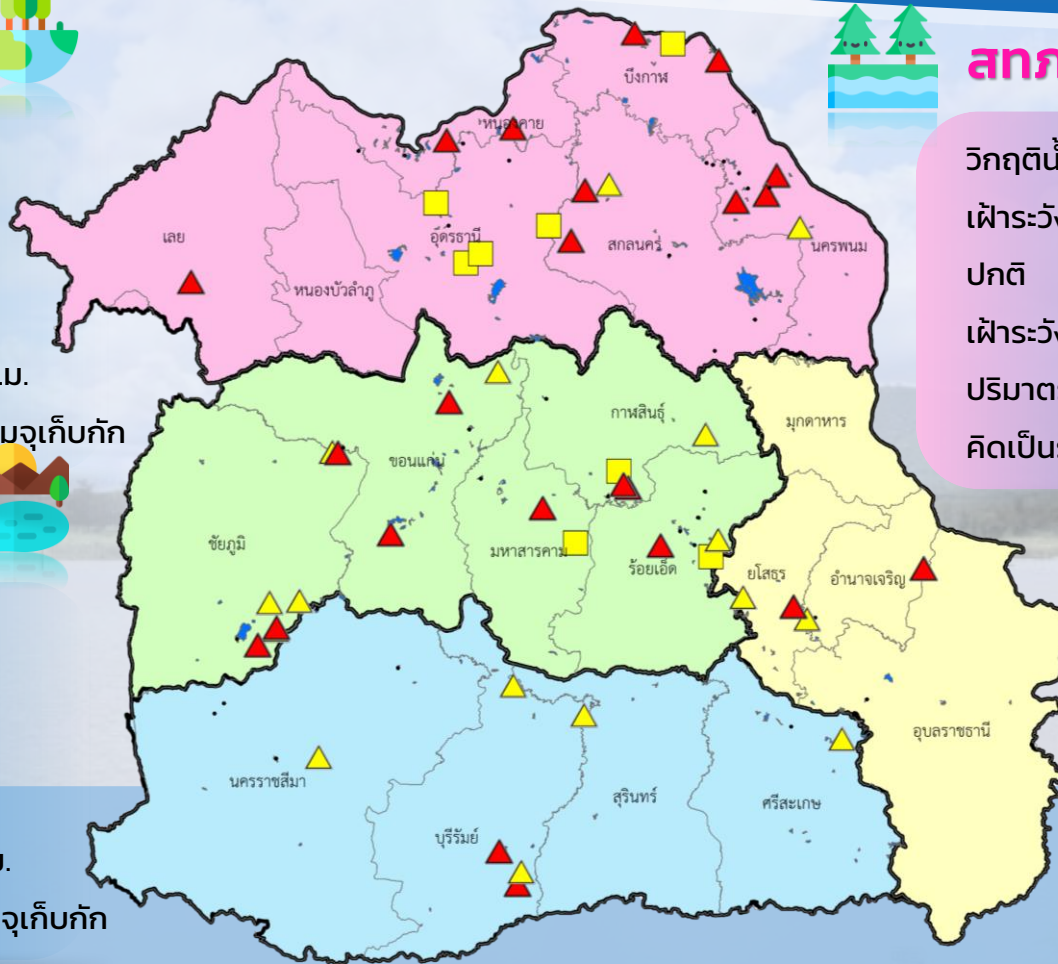 สทภ
วิกฤติน้
เฝ้าระวัง
ปกติ
เฝ้าระวัง
ปริมาตร
คิดเป็นร
ม.
มจุเก็บกัก
ม.
จุเก็บกัก
บึงกาฬ
หนองคาย
เลย
อุดรธานี
สกลนคร
นครพนม
หนองบัวลำภู
กาฬสินธุ์
มุกดาหาร
ขอนแก่น
ชัยภูมิ
มหาสารคาม
ร้อยเอ็ด
ยโสธร
อำนาจเจริญ
อุบลราชธานี
นครราชสีมา
บุรีรัมย์
สุรินทร์
ศรีสะเกษ